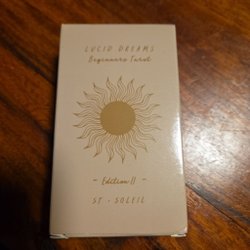 LUCID DREAMS
Beginners Tarot
- Edition II -
ST • SOLEIL